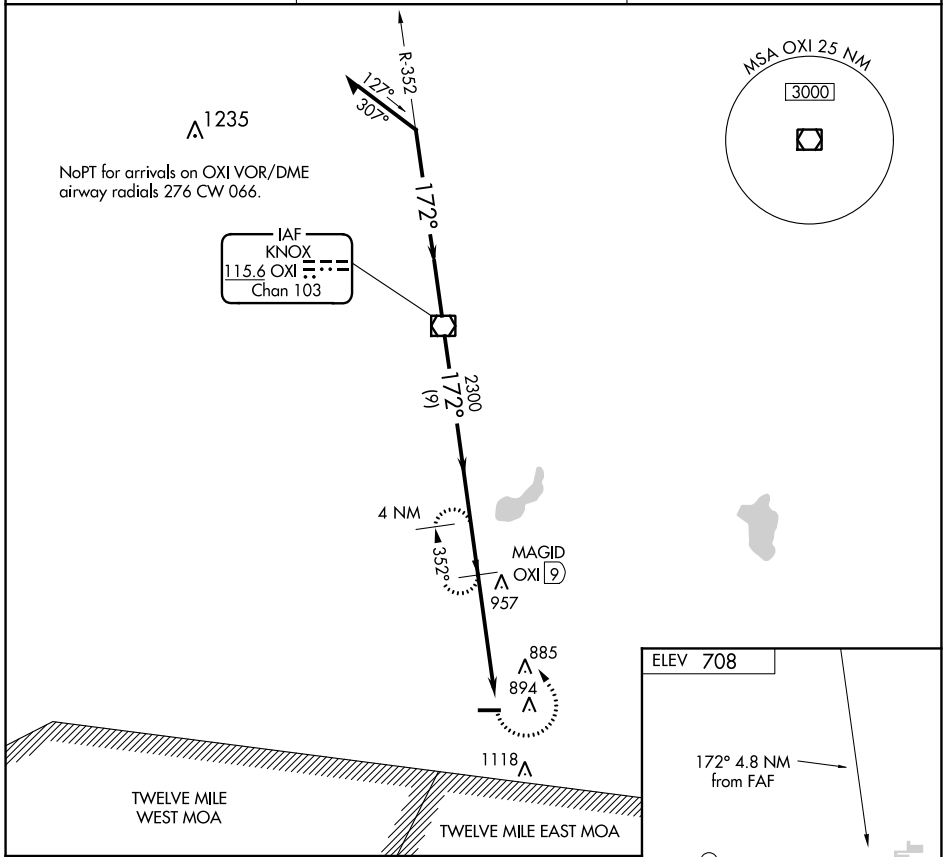 R-352
127°
307°
1235
NoPT for arrivals on OXI VOR/DME
airway radials 276 CW 066.
MSA OXI 25 NM
3000
172°
IAF
KNOX
115.6 OXI
Chan 103
2300
172°
(9)
4 NM
352°
MAGID
OXI 9
957
885
894
1118
TWELVE MILE
WEST MOA
TWELVE MILE EAST MOA
ELEV 708
172° 4.8 NM
from FAF